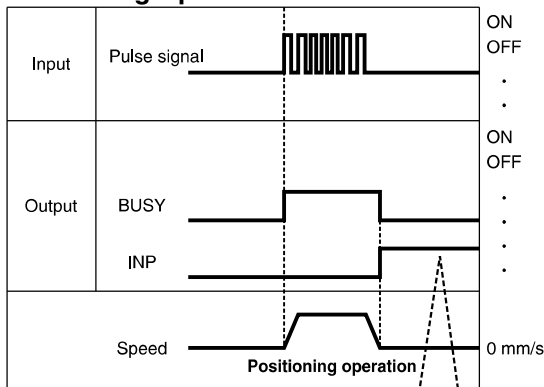 ON
OFF
Input
Pulse signal
ON
OFF
Output
BUSY
INP
Speed
0 mm/s
Positioning operation